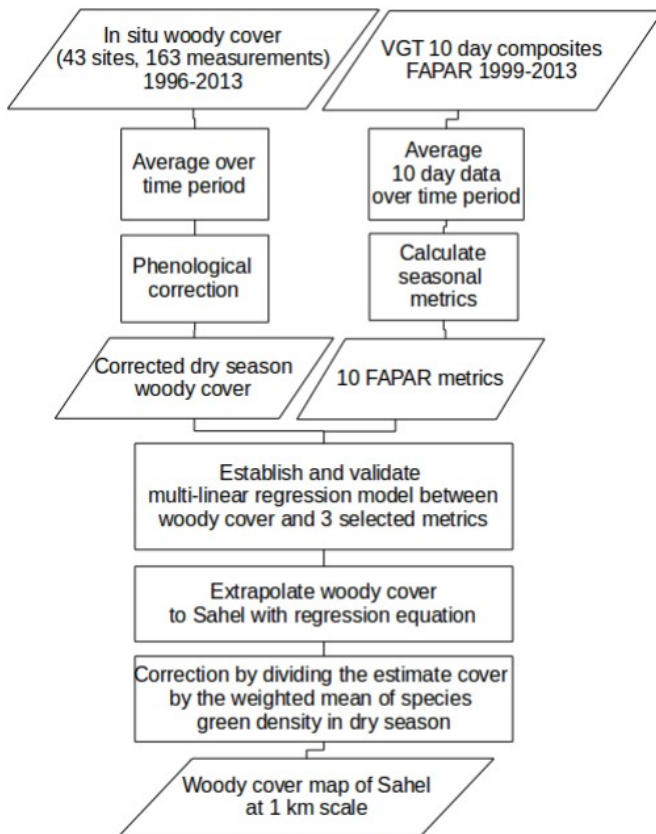 In situ woody cover
(43 sites, 163 measurements)
1996-2013
VGT 10 day composites
FAPAR 1999-2013
Average over
time period
Average
10 day data
over time period
Phenological
correction
Calculate
seasonal
metrics
Corrected dry season
woody cover
10 FAPAR metrics
Establish and validate
multi-linear regression model between
woody cover and 3 selected metrics
Extrapolate woody cover
to Sahel with regression equation
Correction by dividing the estimate cover
by the weighted mean of species
green density in dry season
Woody cover map of Sahel
at 1 km scale